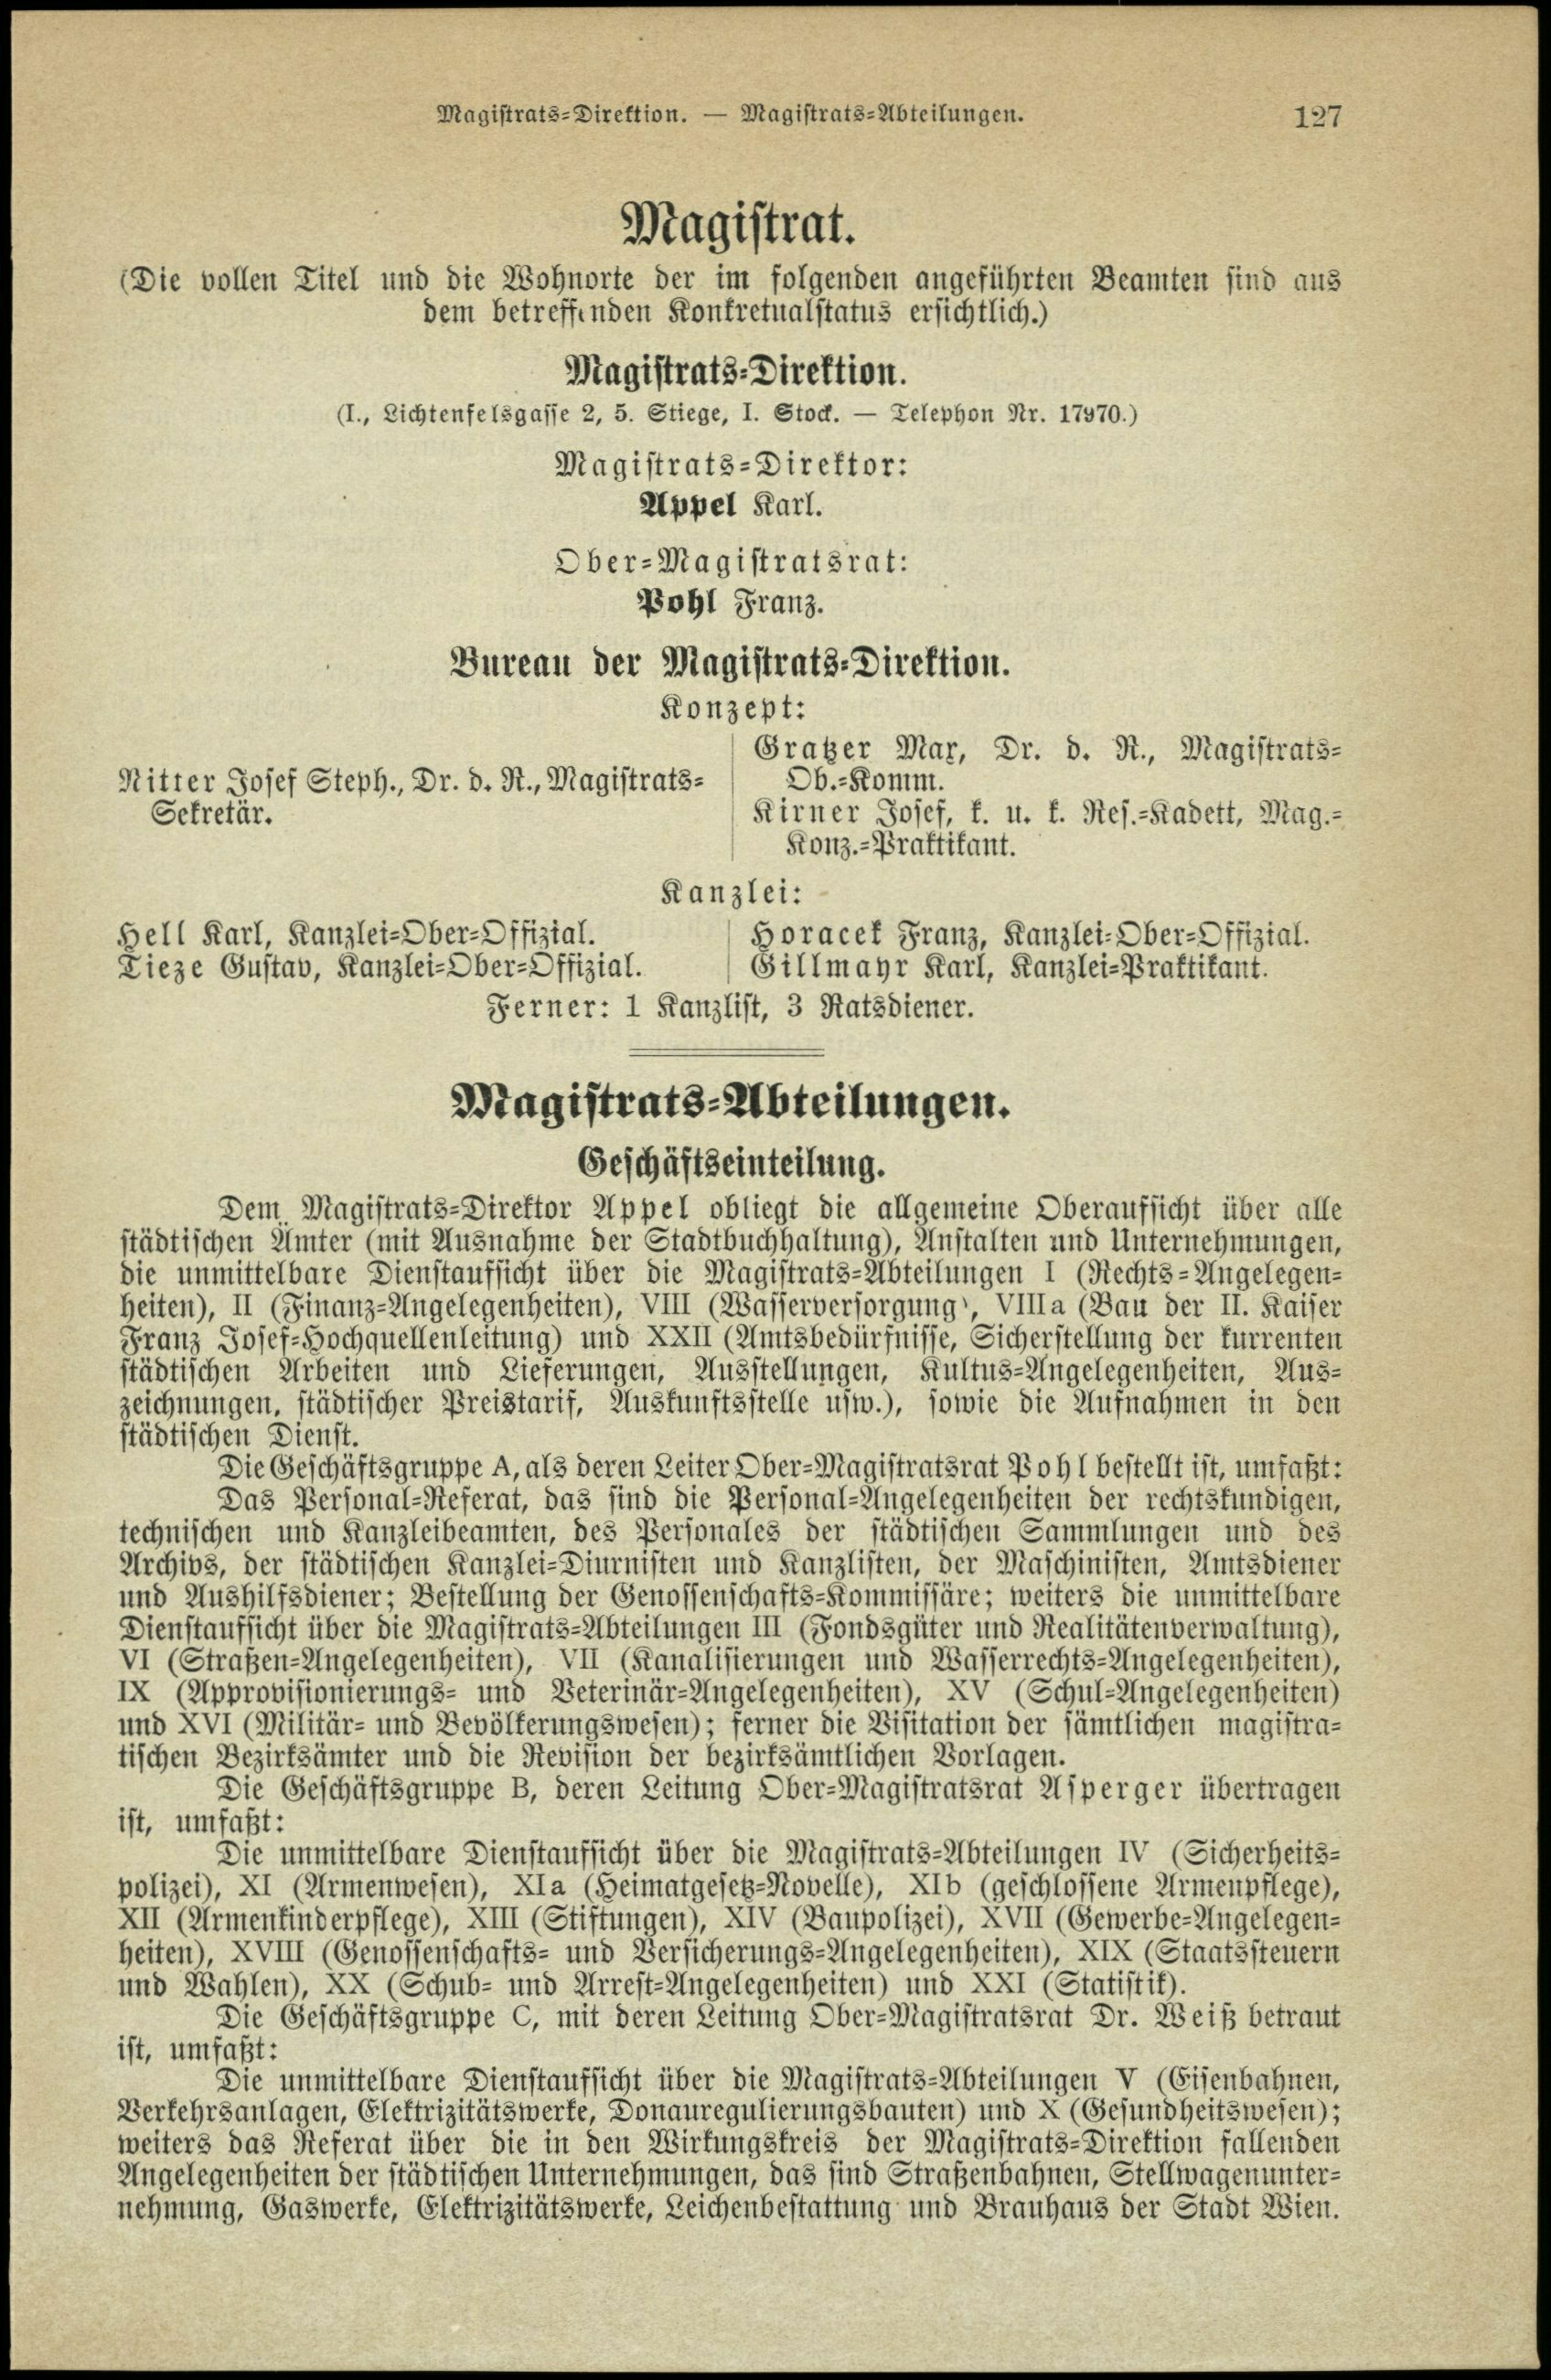 Magistrats-Direktion. — Magistrats-Abteilungen. 127
Magistrat.
(Die vollen Titel und die Wohnorte der im folgenden angeführten Beamten sind aus
dem betreffenden Konkretualstatus ersichtlich.)
Magistrats-Direktion.
(I., Lichtenfelsgasse 2, 5. Stiege, I. Stock. — Telephon Nr. 17970.)
Magistrats-Direktor:
Appel Karl.
Ober-Magistratsrat:
Pohl Franz.
Bureau der Magistrats-Direktion.
Konzept:
Nitter Josef Steph., Dr. d. R., Magistrats-
Sekretär.
Gratzer Max, Dr. d. R., Magistrats-
Ob.-Komm.
Kirner Josef, k. u. k. Res.-Kadett, Mag.-
Konz.-Praktikant.
Kanzlei:
Hell Karl, Kanzlei-Ober-Offizial.
Tieze Gustav, Kanzlei-Ober-Offizial.
Horacek Franz, Kanzlei-Ober-Offizial.
Gillmayr Karl, Kanzlei-Praktikant.
Ferner: 1 Kanzlist, 3 Ratsdiener.
Magistrats-Abteilungen.
Geschäftseinteilung.
Dem Magistrats-Direktor Appel obliegt die allgemeine Oberaufsicht über alle
städtischen Ämter (mit Ausnahme der Stadtbuchhaltung), Anstalten und Unternehmungen,
die unmittelbare Dienstaufsicht über die Magistrats-Abteilungen I (Rechts-Angelegen-
heiten), II (Finanz-Angelegenheiten), VIII (Wasserversorgung), VIIIa (Bau der II. Kaiser
Franz Josef-Hochquellenleitung) und XXII (Amtsbedürfnisse, Sicherstellung der kurrenten
städtischen Arbeiten und Lieferungen, Ausstellungen, Kultus-Angelegenheiten, Aus-
zeichnungen, städtischer Preistarif, Auskunftsstelle usw.), sowie die Aufnahmen in den
städtischen Dienst.
Die Geschäftsgruppe A, als deren Leiter Ober-Magistratsrat Pohl bestellt ist, umfaßt:
Das Personal-Referat, das sind die Personal-Angelegenheiten der rechtskundigen,
technischen und Kanzleibeamten, des Personales der städtischen Sammlungen und des
Archivs, der städtischen Kanzlei-Diurnisten und Kanzlisten, der Maschinisten, Amtsdiener
und Aushilfsdiener; Bestellung der Genossenschafts-Kommissäre; weiters die unmittelbare
Dienstaufsicht über die Magistrats-Abteilungen III (Fondsgüter und Realitätenverwaltung),
VI (Straßen-Angelegenheiten), VII (Kanalisierungen und Wasserrechts-Angelegenheiten),
IX (Approvisionierungs- und Veterinär-Angelegenheiten), XV (Schul-Angelegenheiten)
und XVI (Militär- und Bevölkerungswesen); ferner die Visitation der sämtlichen magistra-
tischen Bezirksämter und die Revision der bezirksämtlichen Vorlagen.
Die Geschäftsgruppe B, deren Leitung Ober-Magistratsrat Asperger übertragen
ist, umfaßt:
Die unmittelbare Dienstaufsicht über die Magistrats-Abteilungen IV (Sicherheits-
polizei), XI (Armenwesen), XIa (Heimatgesetz-Novelle), XIb (geschlossene Armenpflege),
XII (Armenkinderpflege), XIII (Stiftungen), XIV (Baupolizei), XVII (Gewerbe-Angelegen-
heiten), XVIII (Genossenschafts- und Versicherungs-Angelegenheiten), XIX (Staatssteuern
und Wahlen), XX (Schub- und Arrest-Angelegenheiten) und XXI (Statistik).
Die Geschäftsgruppe C, mit deren Leitung Ober-Magistratsrat Dr. Weiß betraut
ist, umfaßt:
Die unmittelbare Dienstaufsicht über die Magistrats-Abteilungen V (Eisenbahnen,
Verkehrsanlagen, Elektrizitätswerke, Donauregulierungsbauten) und X (Gesundheitswesen);
weiters das Referat über die in den Wirkungskreis der Magistrats-Direktion fallenden
Angelegenheiten der städtischen Unternehmungen, das sind Straßenbahnen, Stellwagenunter-
nehmung, Gaswerke, Elektrizitätswerke, Leichenbestattung und Brauhaus der Stadt Wien.